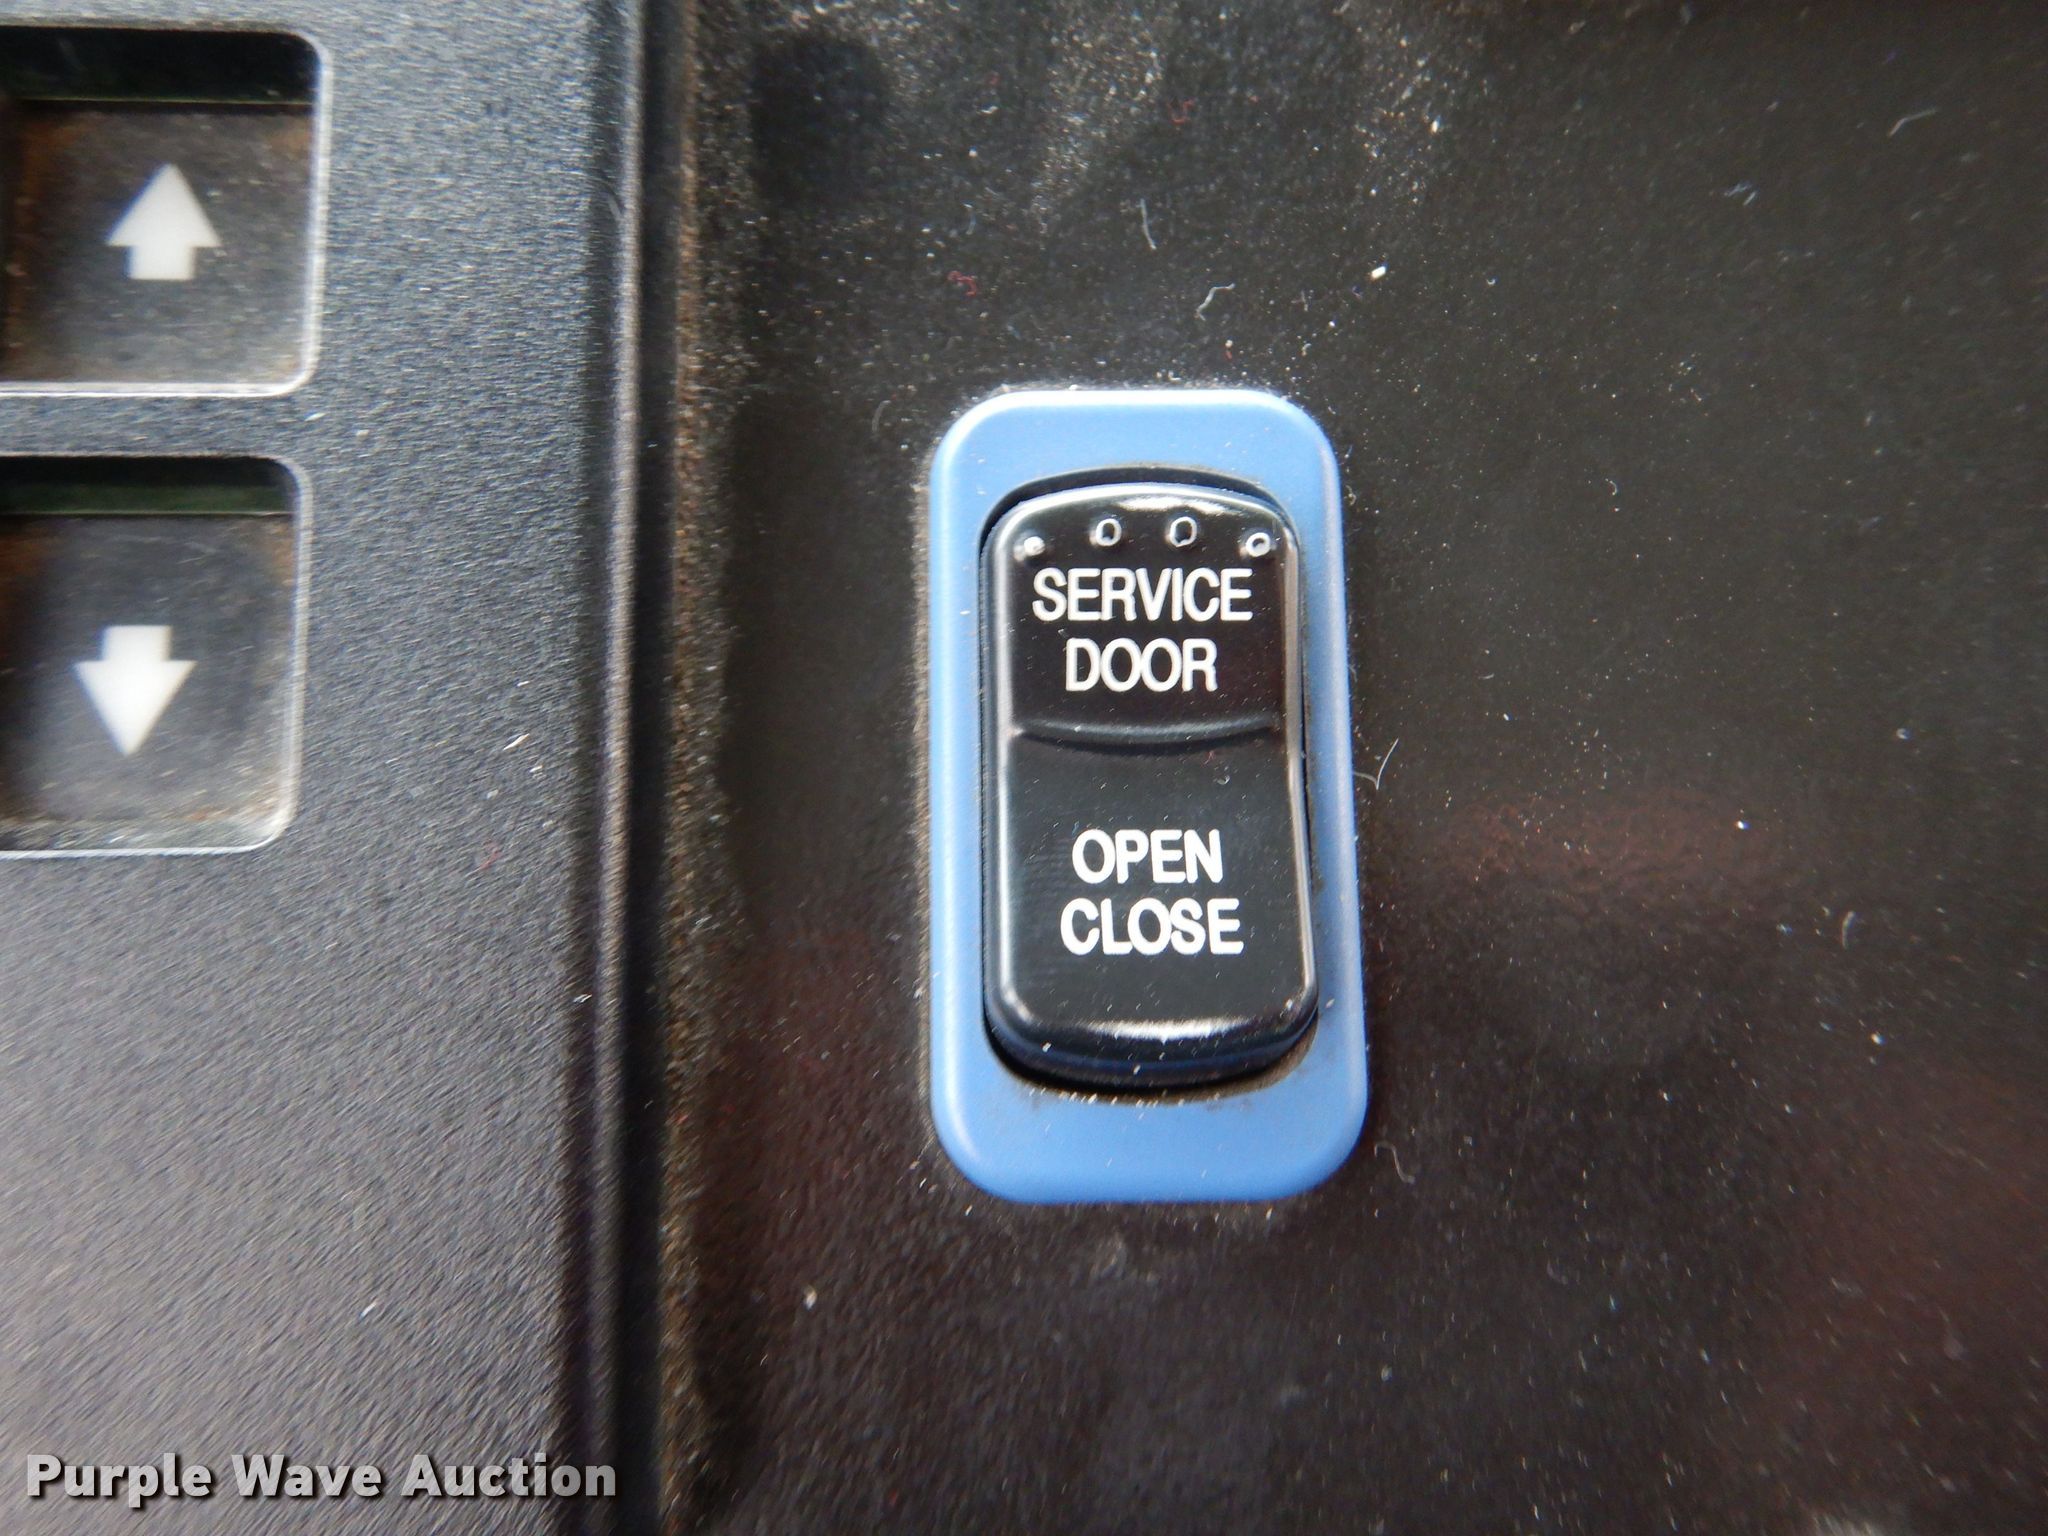 SERVICE
DOOR
OPEN
CLOSE
Purple Wave Auction